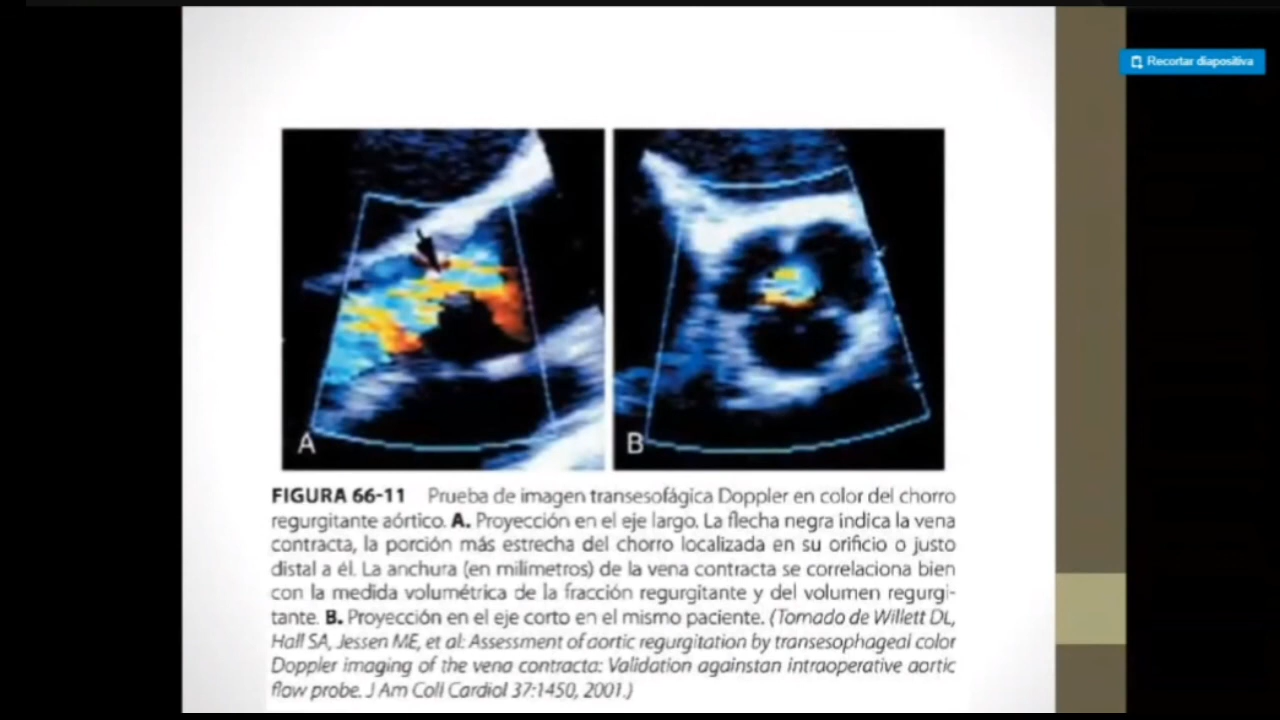 Recortar diapositiva
A
B
FIGURA 66-11 Prueba de imagen transesofágica Doppler en color del chorro
regurgitante aórtico. A. Proyección en el eje largo. La flecha negra indica la vena
contracta, la porción más estrecha del chorro localizada en su orificio o justo
distal a él. La anchura (en milímetros) de la vena contracta se correlaciona bien
con la medida volumétrica de la fracción regurgitante y del volumen regurgi-
tante. B. Proyección en el eje corto en el mismo paciente. (Tomado de Willett DL,
Hall SA, Jessen ME, et al: Assessment of aortic regurgitation by transesophageal color
Doppler imaging of the vena contracta: Validation againstan intraoperative aortic
flow probe. J Am Coll Cardiol 37:1450, 2001.)